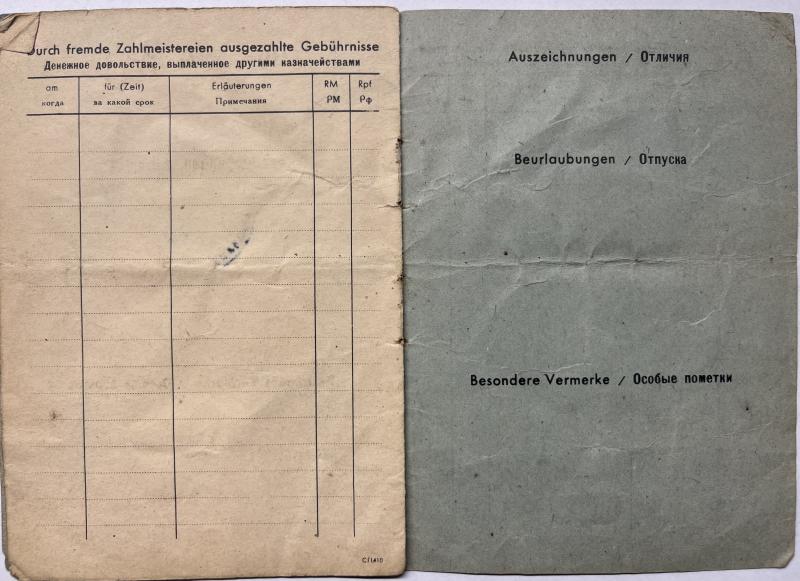 Durch fremde Zahlmeistereien ausgezahlte Gebührnisse
Денежное довольствие, выплаченное другими казначействами
am für (Zeit) Erläuterungen RM Rpf
когда за какой срок Примечания РМ Рф
Auszeichnungen / Отличия
Beurlaubungen / Отпуска
Besondere Vermerke / Особые пометки